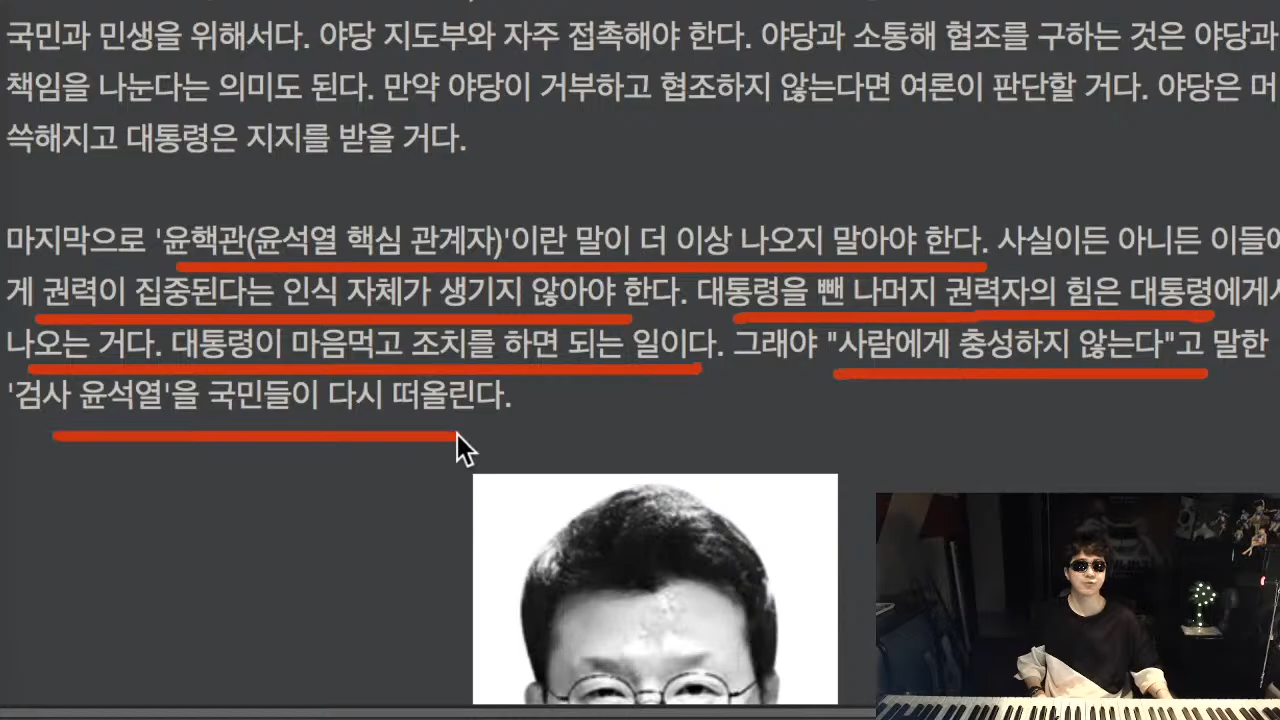 국민과 민생을 위해서다. 야당 지도부와 자주 접촉해야 한다. 야당과 소통해 협조를 구하는 것은 야당과
책임을 나눈다는 의미도 된다. 만약 야당이 거부하고 협조하지 않는다면 여론이 판단할 거다. 야당은 머
쓱해지고 대통령은 지지를 받을 거다.
마지막으로 '윤핵관(윤석열 핵심 관계자)'이란 말이 더 이상 나오지 말아야 한다. 사실이든 아니든 이들에
게 권력이 집중된다는 인식 자체가 생기지 않아야 한다. 대통령을 뺀 나머지 권력자의 힘은 대통령에게서
나오는 거다. 대통령이 마음먹고 조치를 하면 되는 일이다. 그래야 "사람에게 충성하지 않는다"고 말한
'검사 윤석열'을 국민들이 다시 떠올린다.